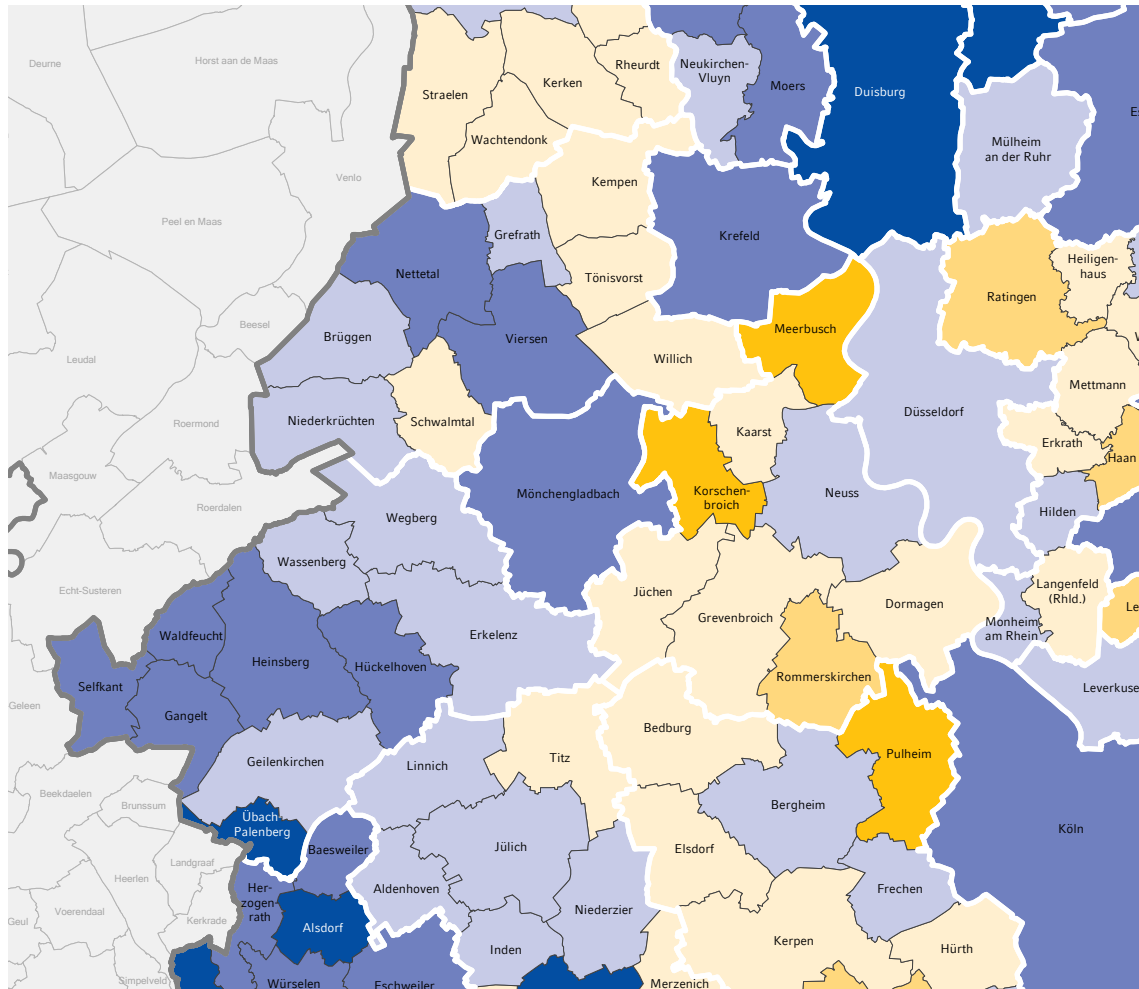 Deurne
Horst aan de Maas
Straelen
Kerken
Rheurdt
Neukirchen-
Vluyn
Moers
Duisburg
Mülheim
an der Ruhr
Wachtendonk
Venlo
Kempen
Peel en Maas
Grefrath
Krefeld
Nettetal
Tönisvorst
Heiligen-
haus
Ratingen
Beesel
Brüggen
Viersen
Meerbusch
Leudal
Willich
Mettmann
Niederkrüchten
Schwalmtal
Düsseldorf
Roermond
Kaarst
Erkrath
Haan
Maasgouw
Mönchengladbach
Korschen-
broich
Neuss
Roerdalen
Wegberg
Hilden
Wassenberg
Echt-Susteren
Jüchen
Langenfeld
(Rhld.)
Dormagen
Le
Grevenbroich
Monheim
am Rhein
Waldfeucht
Erkelenz
Heinsberg
Hückelhoven
Rommerskirchen
Selfkant
Leverkuse
Geleen
Gangelt
Bedburg
Pulheim
Geilenkirchen
Linnich
Titz
Beekdaelen
Brunssum
Bergheim
Übach-
Palenberg
Köln
Baesweiler
Jülich
Elsdorf
Landgraaf
Heerlen
Her-
zogen-
rath
Aldenhoven
Frechen
Voerendaal
Geul
Kerkrade
Alsdorf
Niederzier
Kerpen
Inden
Hürth
Simpelveld
Würselen
Eschweiler
Merzenich